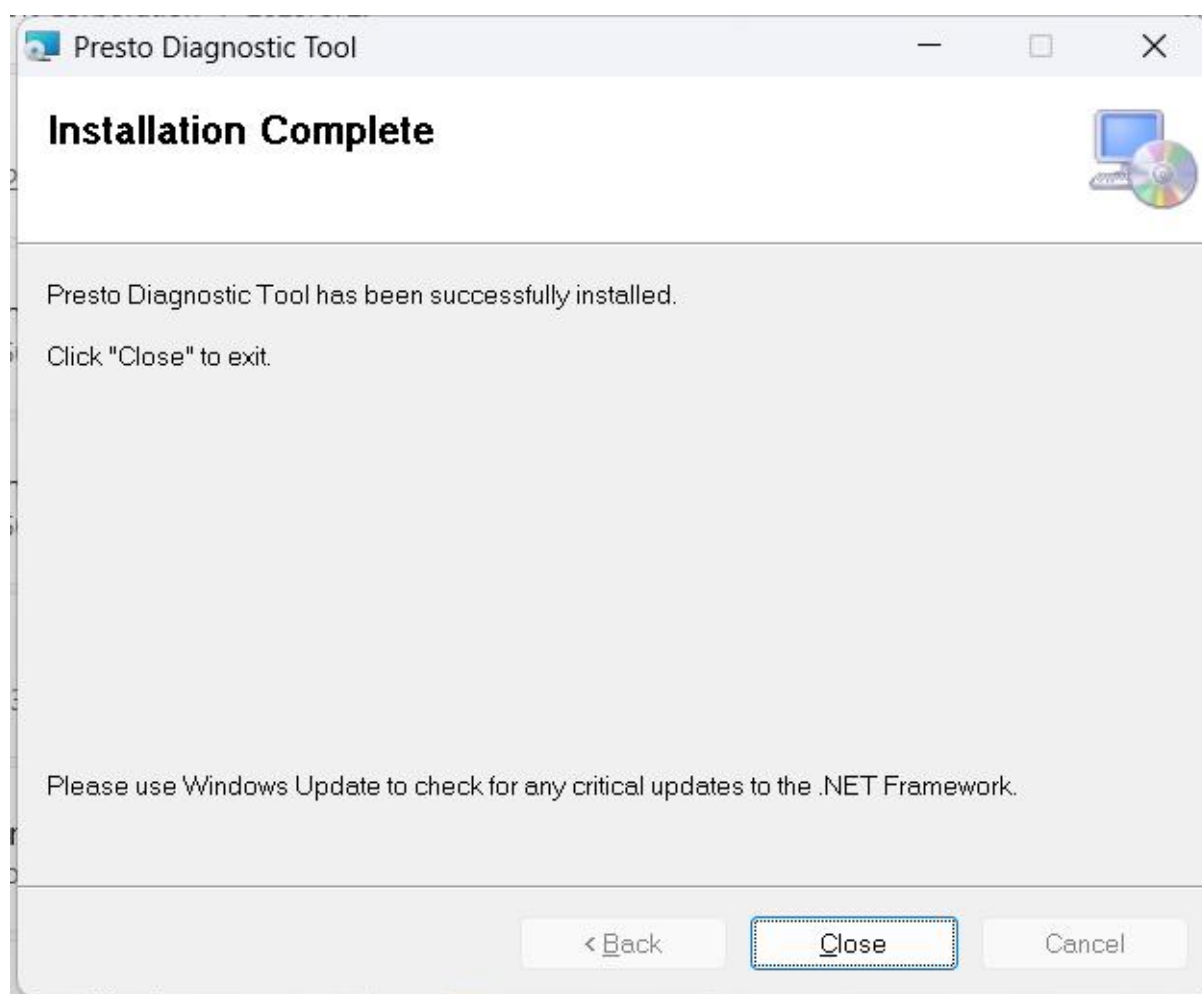 Presto Diagnostic Tool
Installation Complete
Presto Diagnostic Tool has been successfully installed.
Click "Close" to exit.
Please use Windows Update to check for any critical updates to the .NET Framework.
< Back
Close
Cancel